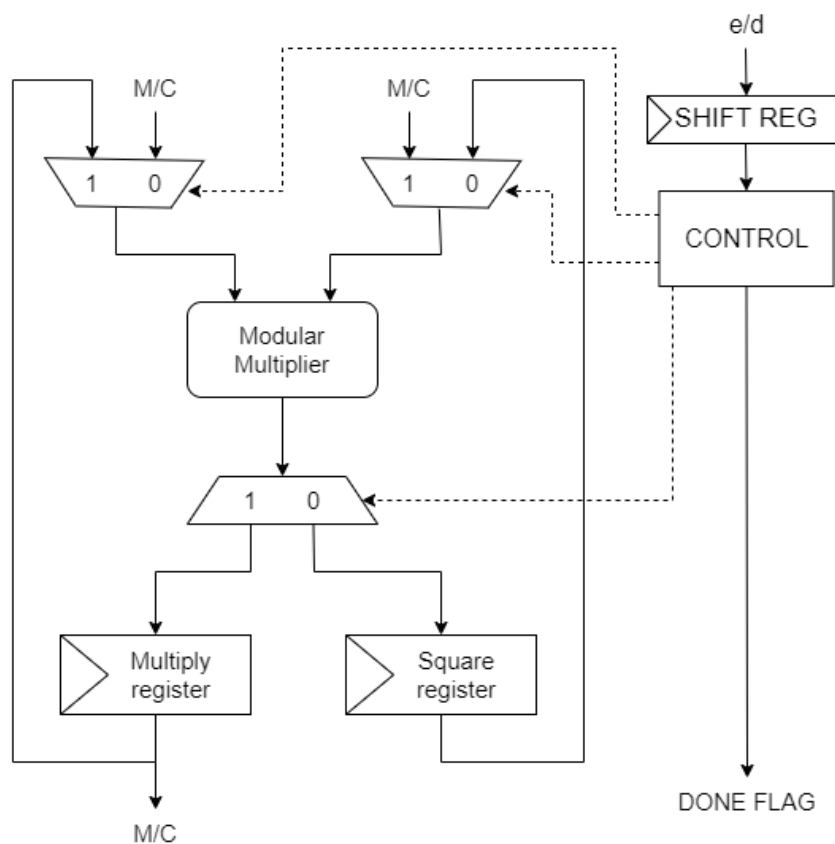 e/d
M/C
M/C
SHIFT REG
1 0
1 0
CONTROL
Modular
Multiplier
1 0
Multiply
register
Square
register
DONE FLAG
M/C